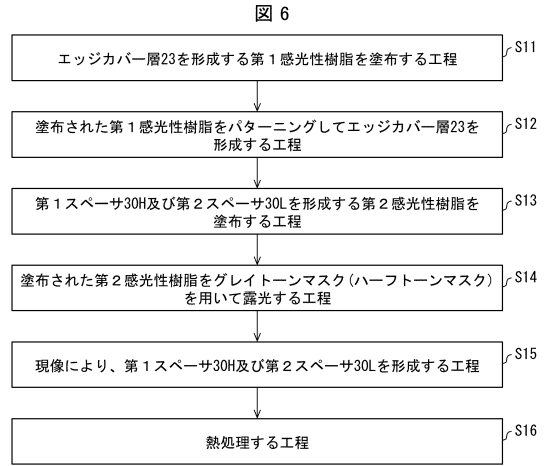 図 6
エッジカバー層23を形成する第１感光性樹脂を塗布する工程
S11
塗布された第１感光性樹脂をパターニングしてエッジカバー層23を
形成する工程
S12
第１スペーサ30H及び第２スペーサ30Lを形成する第２感光性樹脂を
塗布する工程
S13
塗布された第２感光性樹脂をグレイトーンマスク(ハーフトーンマスク)
を用いて露光する工程
S14
現像により、第１スペーサ30H及び第２スペーサ30Lを形成する工程
S15
熱処理する工程
S16